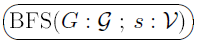 BFS(G : 𝒢 ; s : 𝒱)